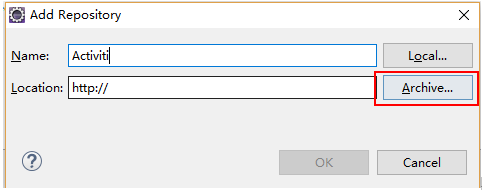 Add Repository
Name: Activiti Local...
Location: http:// Archive...
? OK Cancel